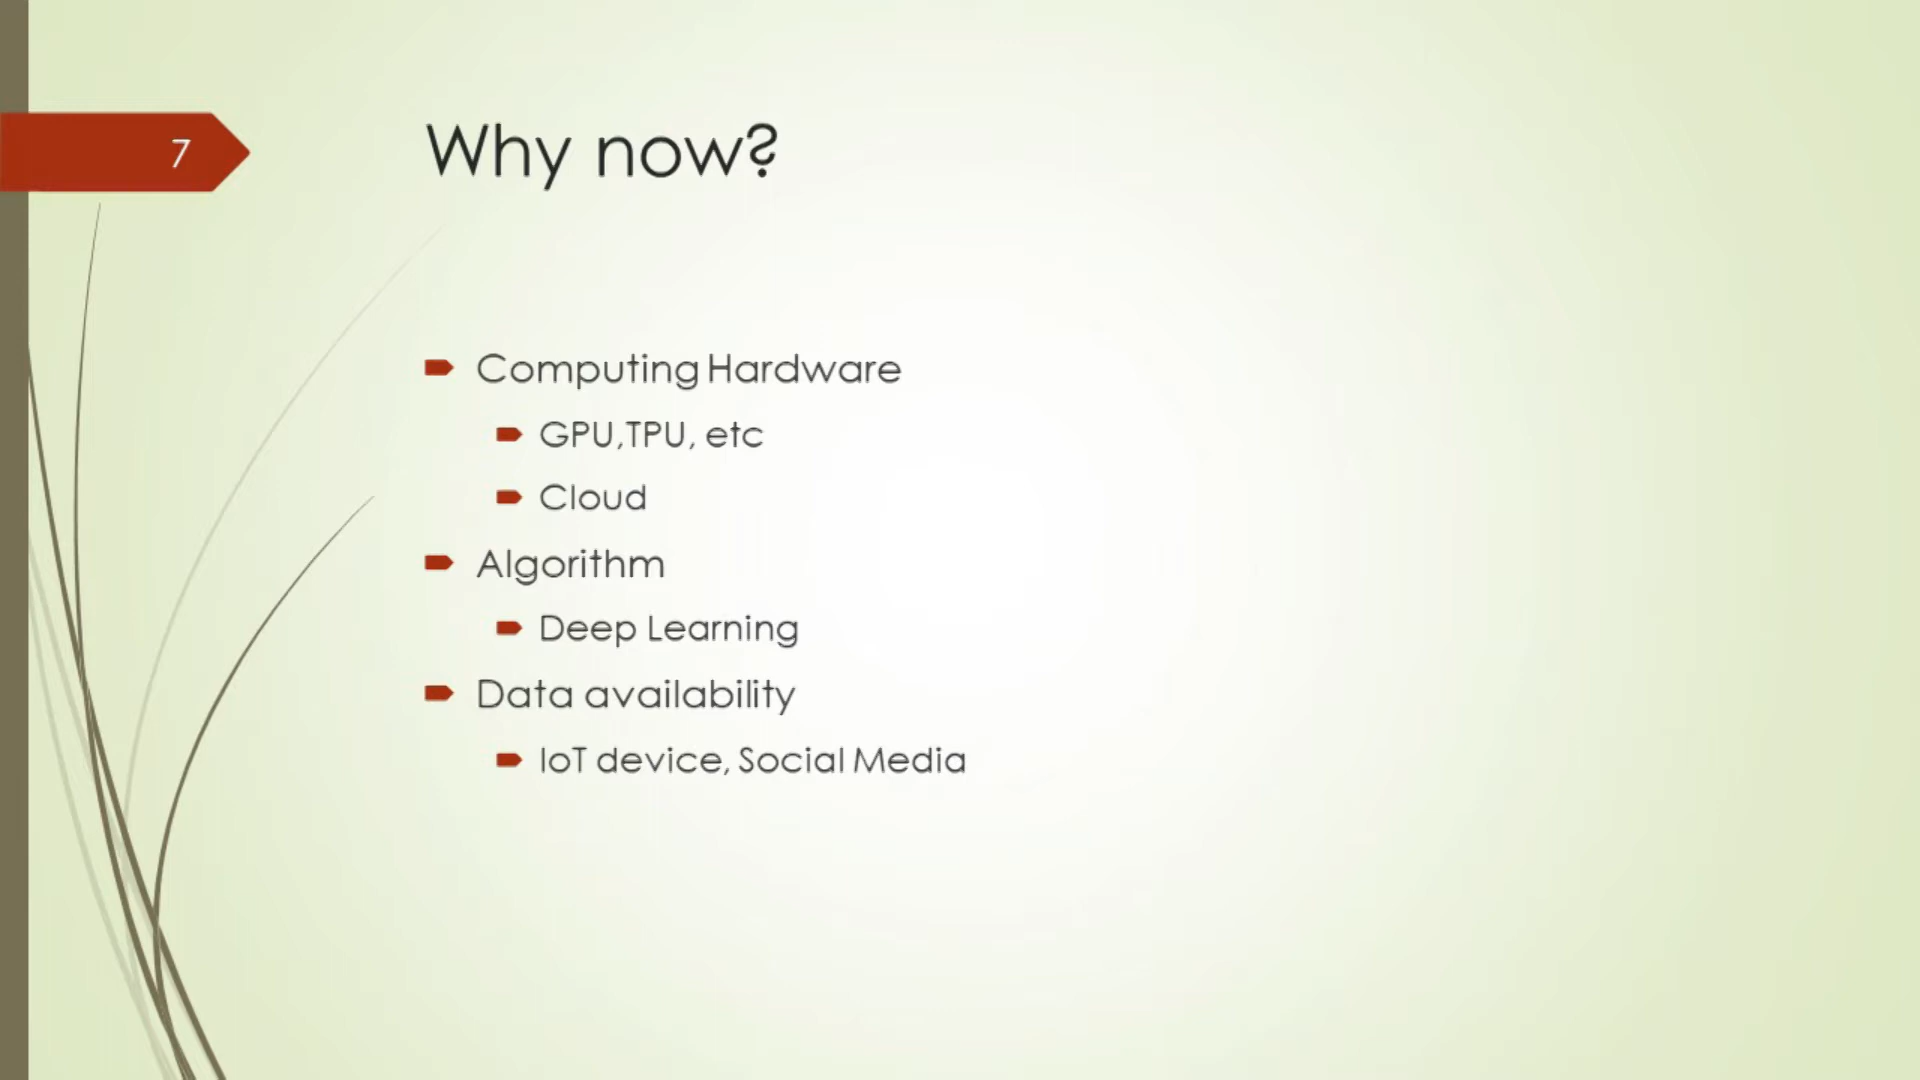 7
Why now?
Computing Hardware
GPU,TPU, etc
Cloud
Algorithm
Deep Learning
Data availability
IoT device, Social Media